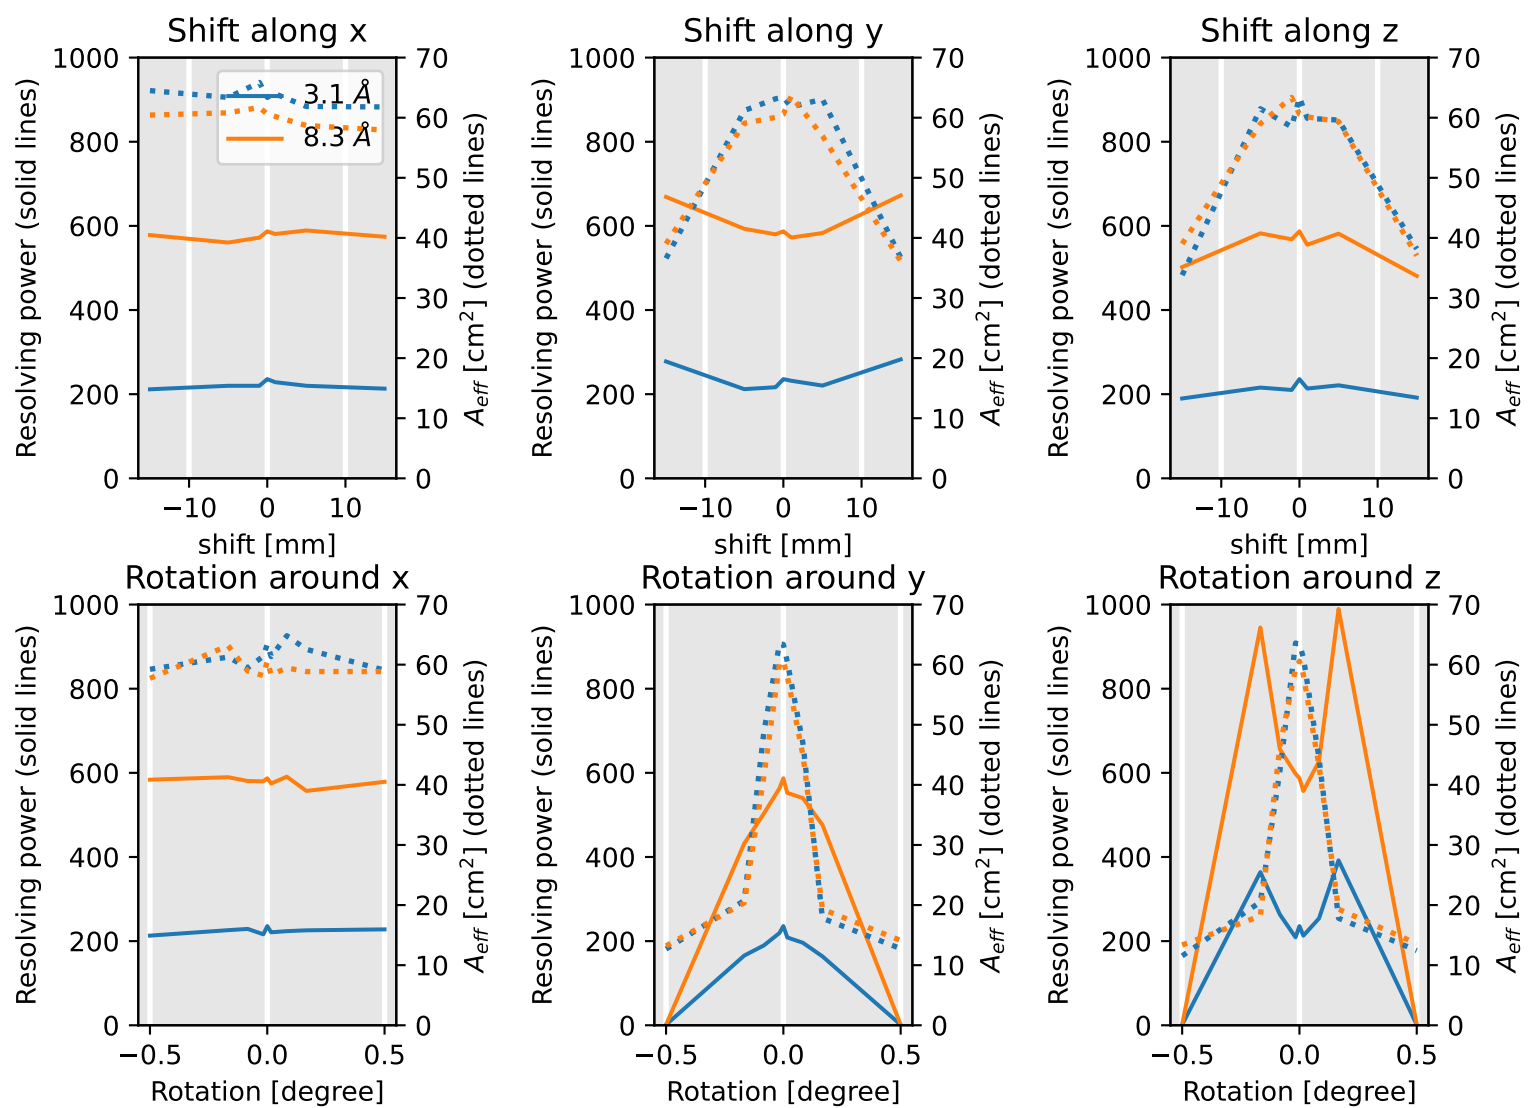 Shift along x
Shift along y
Shift along z
Resolving power (solid lines)
1000
800
600
400
200
0
3.1 Å
8.3 Å
70
60
50
40
30
20
10
0
A_eff [cm²] (dotted lines)
−10 0 10
shift [mm]
Resolving power (solid lines)
1000
800
600
400
200
0
70
60
50
40
30
20
10
0
A_eff [cm²] (dotted lines)
−10 0 10
shift [mm]
Resolving power (solid lines)
1000
800
600
400
200
0
70
60
50
40
30
20
10
0
A_eff [cm²] (dotted lines)
−10 0 10
shift [mm]
Rotation around x
Rotation around y
Rotation around z
Resolving power (solid lines)
1000
800
600
400
200
0
70
60
50
40
30
20
10
0
A_eff [cm²] (dotted lines)
−0.5 0.0 0.5
Rotation [degree]
Resolving power (solid lines)
1000
800
600
400
200
0
70
60
50
40
30
20
10
0
A_eff [cm²] (dotted lines)
−0.5 0.0 0.5
Rotation [degree]
Resolving power (solid lines)
1000
800
600
400
200
0
70
60
50
40
30
20
10
0
A_eff [cm²] (dotted lines)
−0.5 0.0 0.5
Rotation [degree]